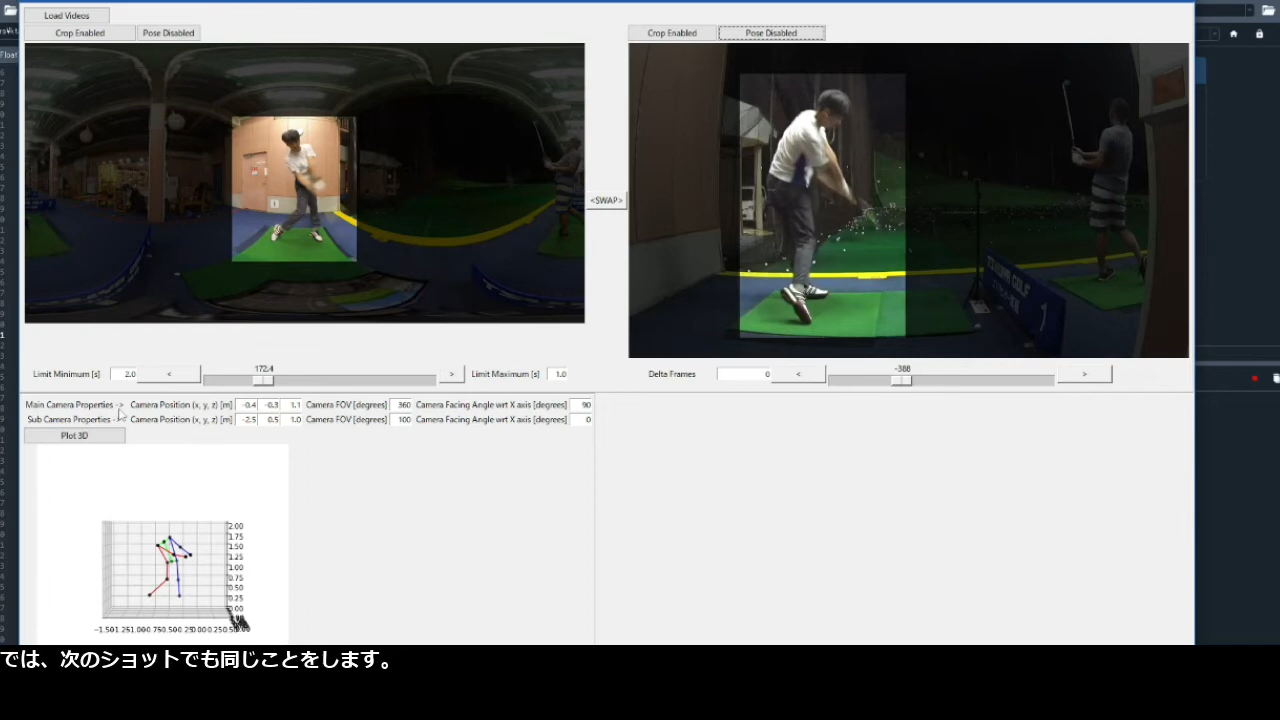 Load Videos
Crop Enabled Pose Disabled
Crop Enabled Pose Disabled
<SWAP>
Limit Minimum [s] 2.0 < 172.4 > Limit Maximum [s] 1.0
Delta Frames 0 < -388 >
Main Camera Properties -> Camera Position (x, y, z) [m] -0.4 -0.3 1.1 Camera FOV [degrees] 360 Camera Facing Angle wrt X axis [degrees] 90
Sub Camera Properties Camera Position (x, y, z) [m] -2.5 0.5 1.0 Camera FOV [degrees] 100 Camera Facing Angle wrt X axis [degrees] 0
Plot 3D
2.00
1.75
1.50
1.25
1.00
0.75
0.50
0.25
0.00
では、次のショットでも同じことをします。